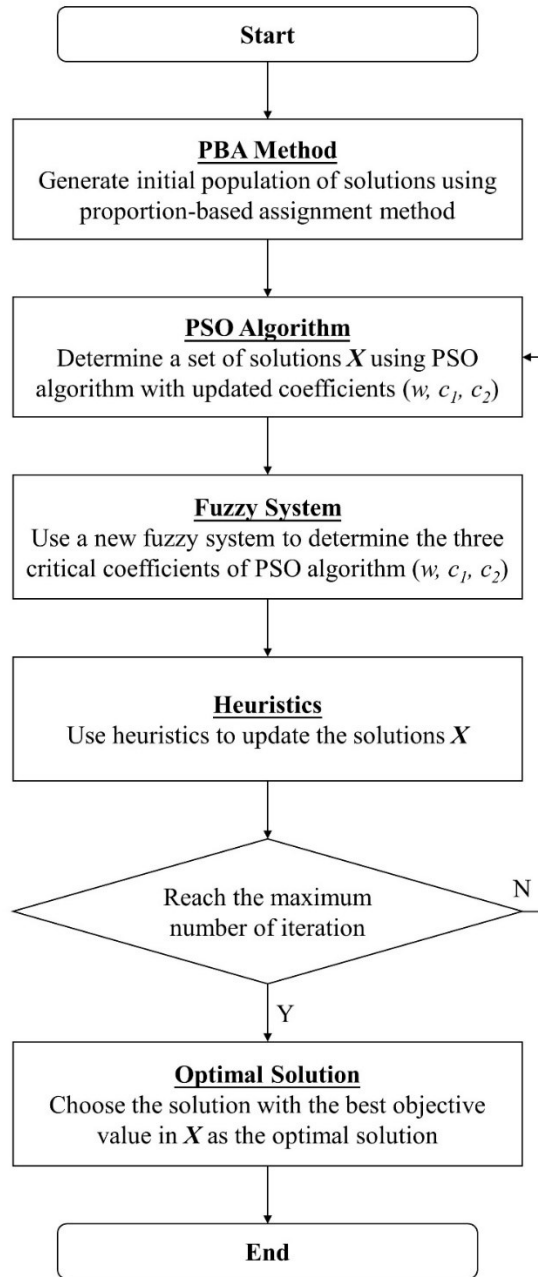 Start
PBA Method
Generate initial population of solutions using
proportion-based assignment method
PSO Algorithm
Determine a set of solutions X using PSO
algorithm with updated coefficients (w, c₁, c₂)
Fuzzy System
Use a new fuzzy system to determine the three
critical coefficients of PSO algorithm (w, c₁, c₂)
Heuristics
Use heuristics to update the solutions X
Reach the maximum
number of iteration
N
Y
Optimal Solution
Choose the solution with the best objective
value in X as the optimal solution
End